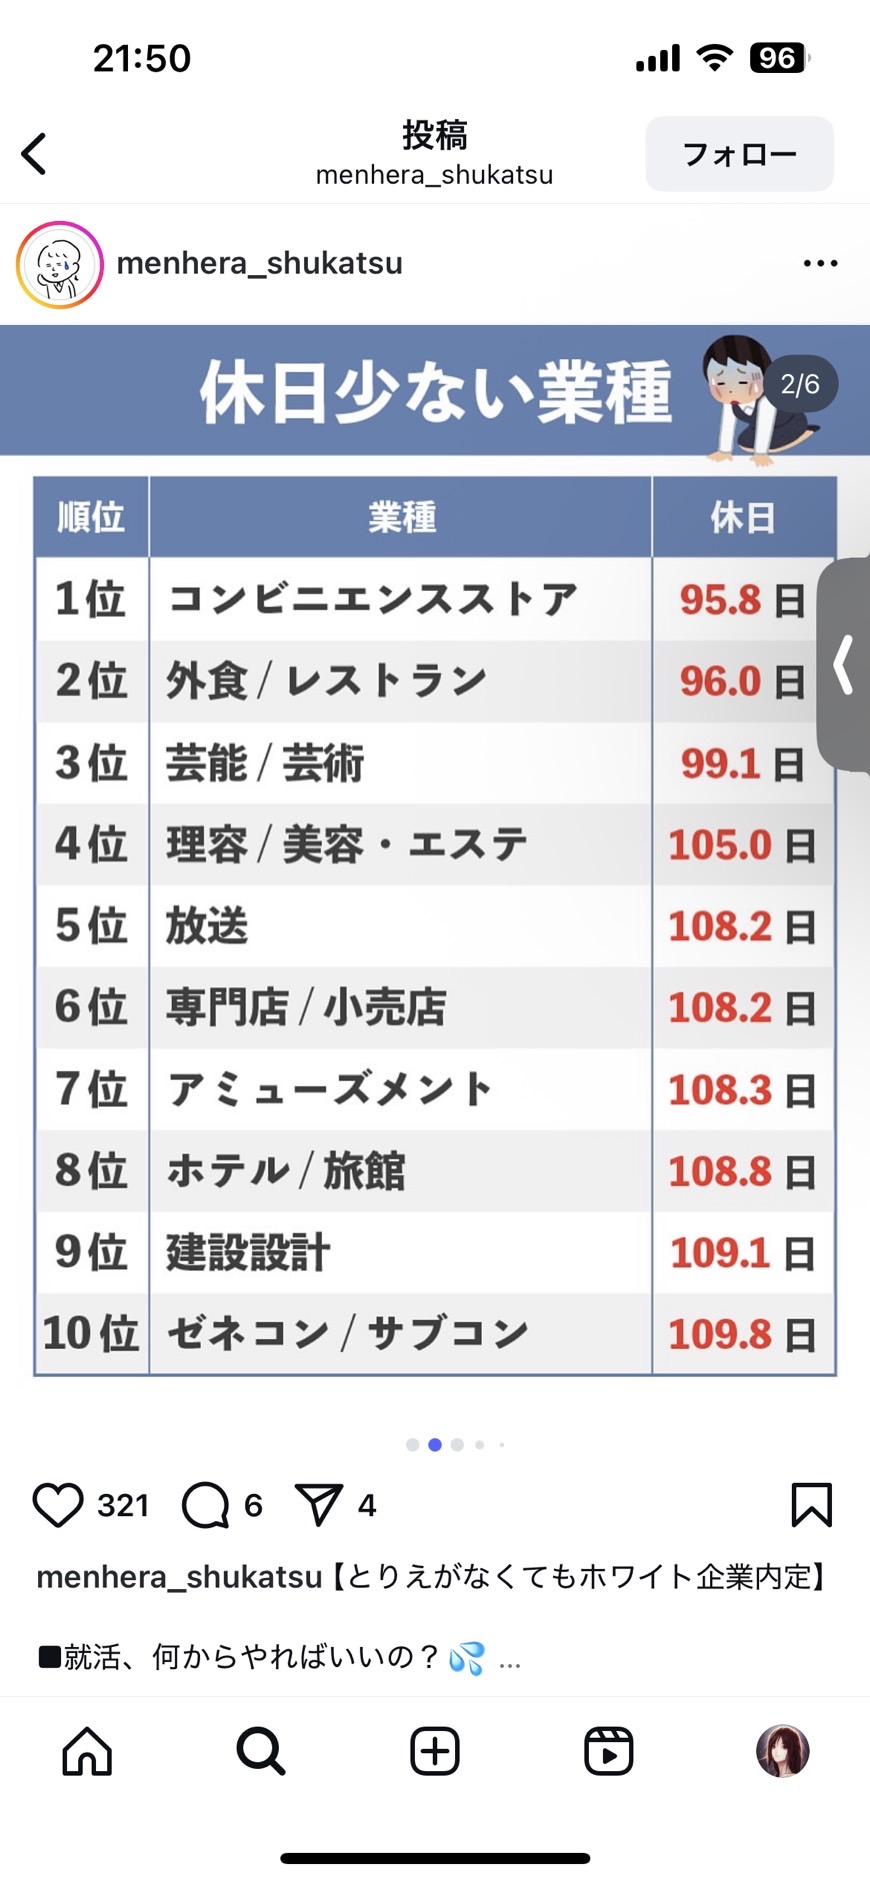 21:50
96
投稿
menhera_shukatsu
フォロー
menhera_shukatsu
休日少ない業種
2/6
順位 業種 休日
1位 コンビニエンスストア 95.8日
2位 外食/レストラン 96.0日
3位 芸能/芸術 99.1日
4位 理容/美容・エステ 105.0日
5位 放送 108.2日
6位 専門店/小売店 108.2日
7位 アミューズメント 108.3日
8位 ホテル/旅館 108.8日
9位 建設設計 109.1日
10位 ゼネコン/サブコン 109.8日
321 6 4
menhera_shukatsu【とりえがなくてもホワイト企業内定】
■就活、何からやればいいの？💦 ...